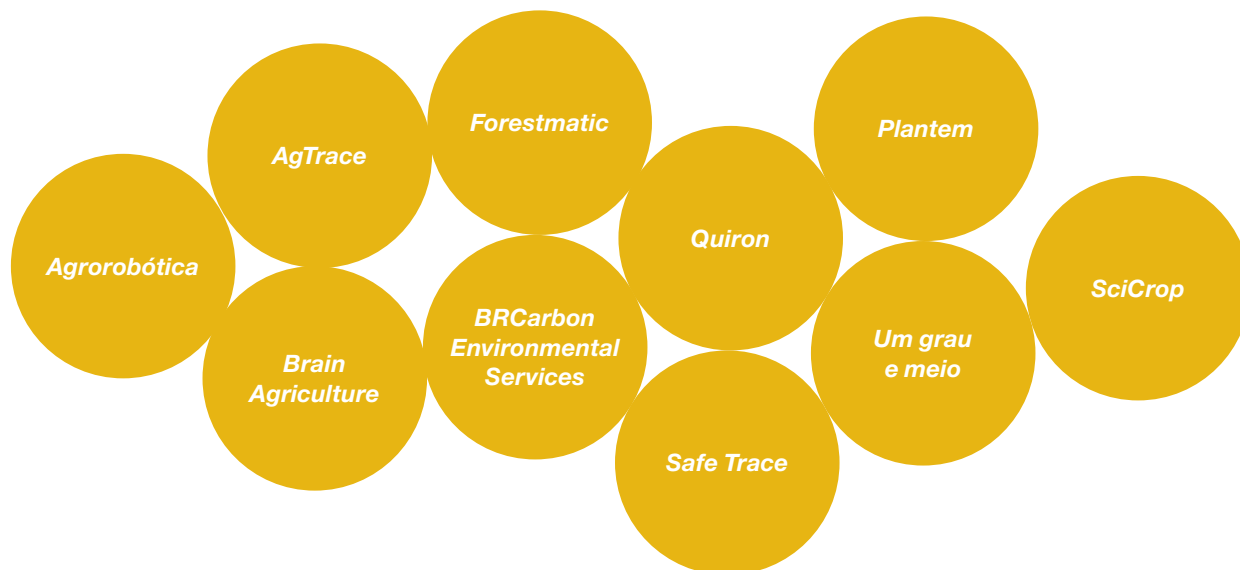 Agrorobótica
AgTrace
Brain
Agriculture
Forestmatic
BRCarbon
Environmental
Services
Quiron
Safe Trace
Plantem
Um grau
e meio
SciCrop